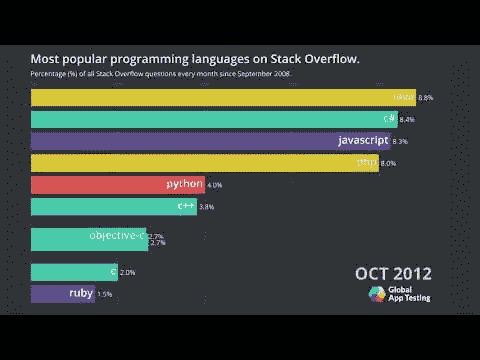 Most popular programming languages on Stack Overflow.
Percentage (%) of all Stack Overflow questions every month since September 2008.
java 8.8%
c# 8.4%
javascript 8.3%
php 8.0%
python 4.0%
c++ 3.8%
objective-c 2.7%
2.7%
c 2.0%
ruby 1.5%
OCT 2012
Global
App Testing